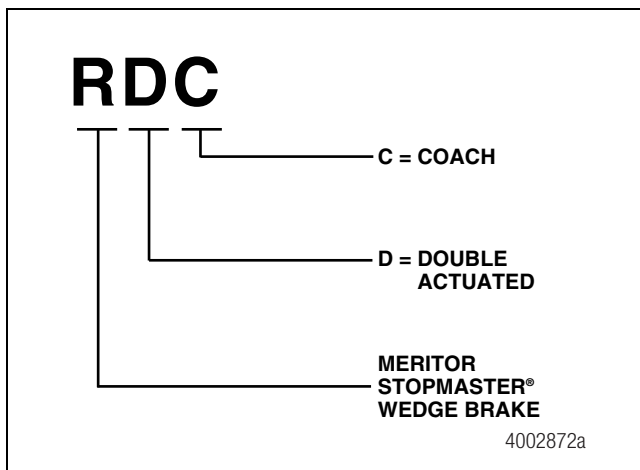 RDC
C = COACH
D = DOUBLE
ACTUATED
MERITOR
STOPMASTER®
WEDGE BRAKE
4002872a